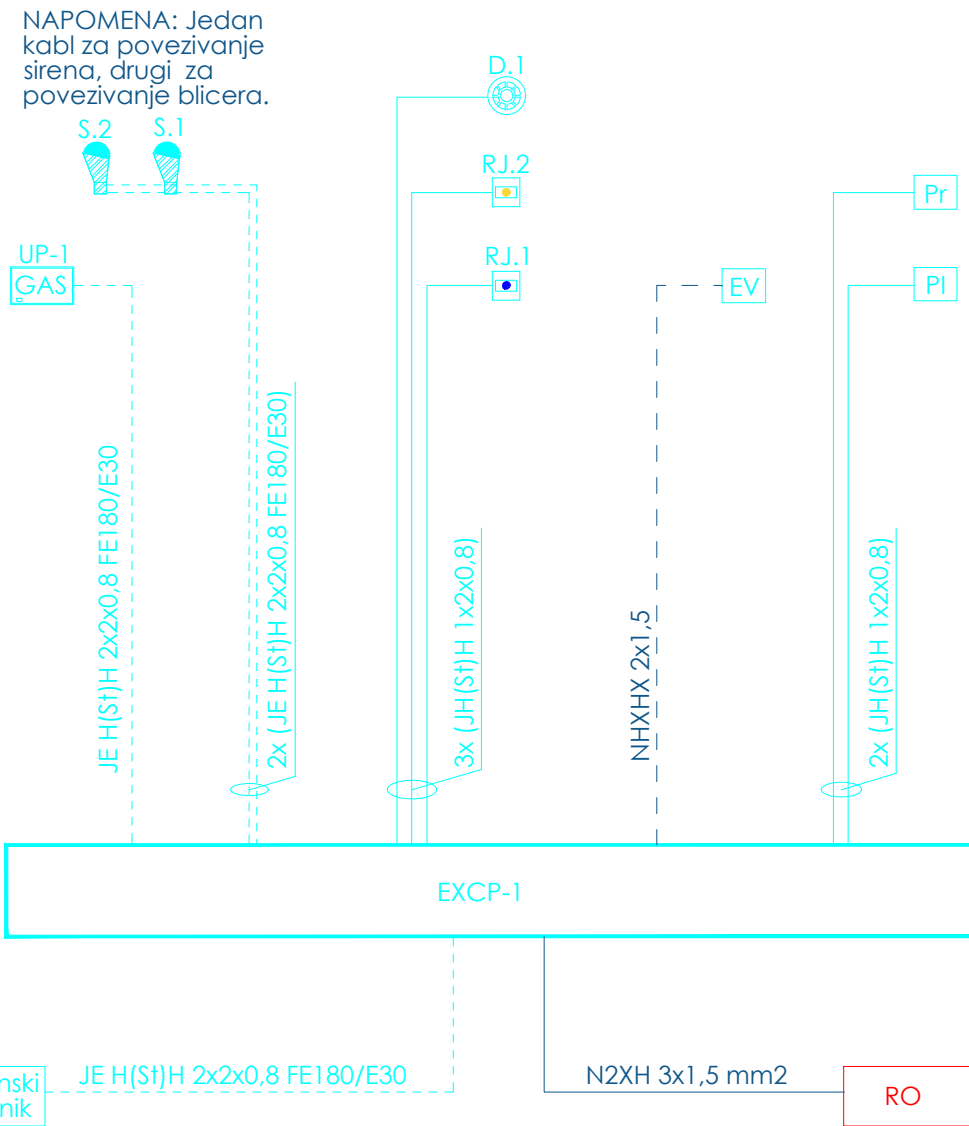 NAPOMENA: Jedan
kabl za povezivanje
sirena, drugi za
povezivanje blicera.
D.1
S.2
S.1
RJ.2
Pr
UP-1
GAS
RJ.1
EV
Pl
JE H(St)H 2x2x0,8 FE180/E30
2x (JE H(St)H 2x2x0,8 FE180/E30)
3x (JH(St)H 1x2x0,8)
NHXHX 2x1,5
2x (JH(St)H 1x2x0,8)
EXCP-1
JE H(St)H 2x2x0,8 FE180/E30
N2XH 3x1,5 mm2
RO